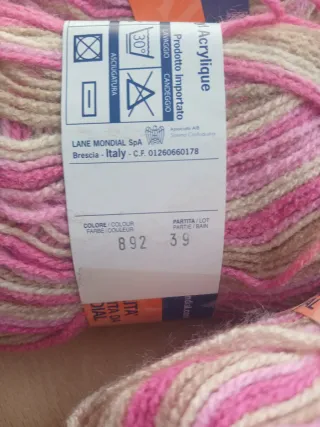 Acrylique
Prodotto Importato
LAVAGGIO
CANDEGGIO
30°
ASCIUGATURA
LANE MONDIAL SpA
Brescia - Italy - C.F. 01260660178
COLORE / COLOUR
FARBE / COULEUR
PARTITA / LOT
PARTIE / BAIN
892 39